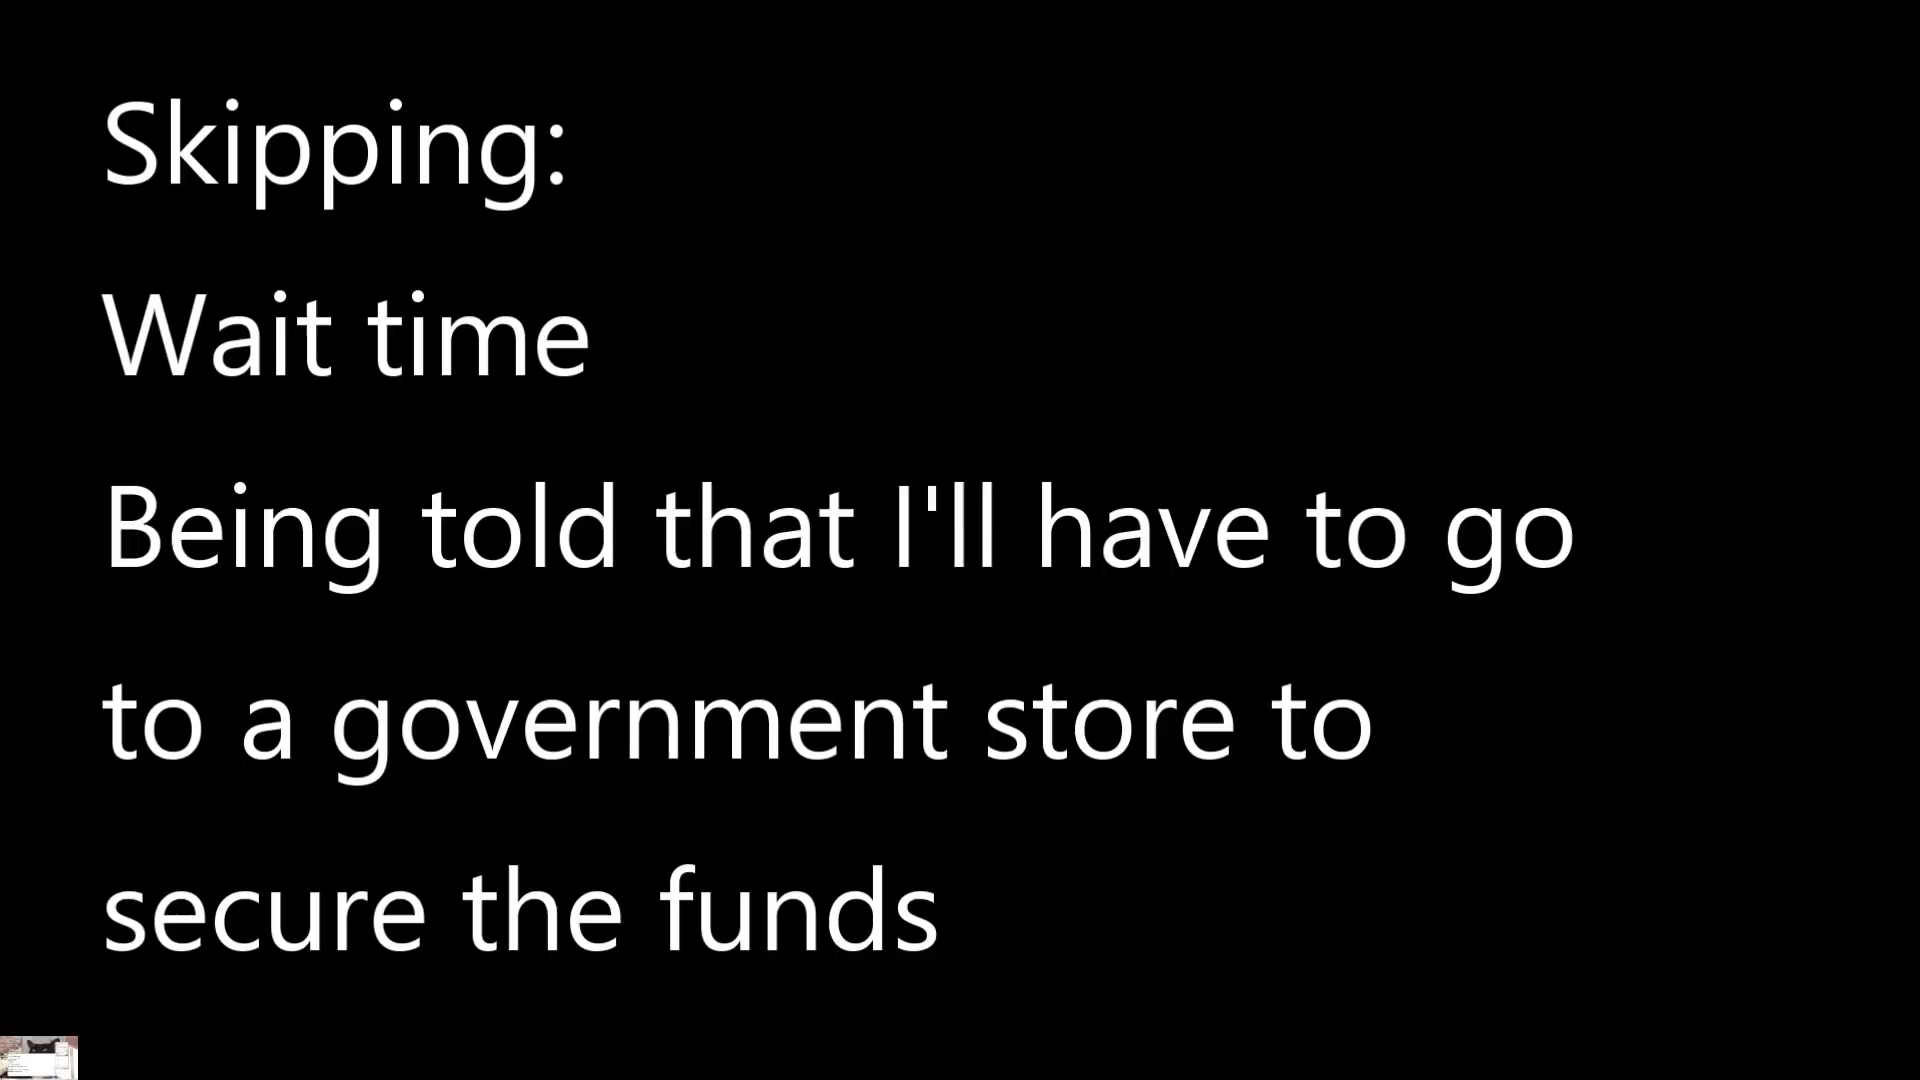 Skipping:
Wait time
Being told that I'll have to go
to a government store to
secure the funds